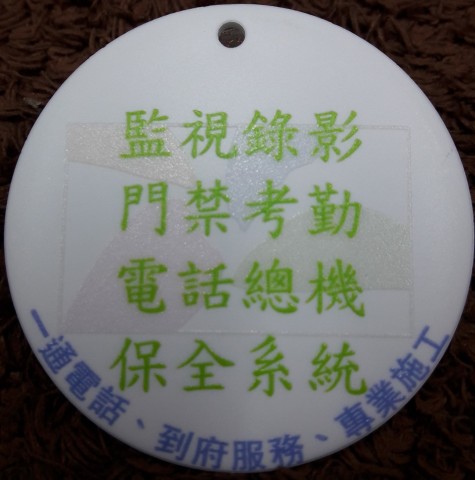 監視錄影
門禁考勤
電話總機
保全系統
一通電話、到府服務、專業施工